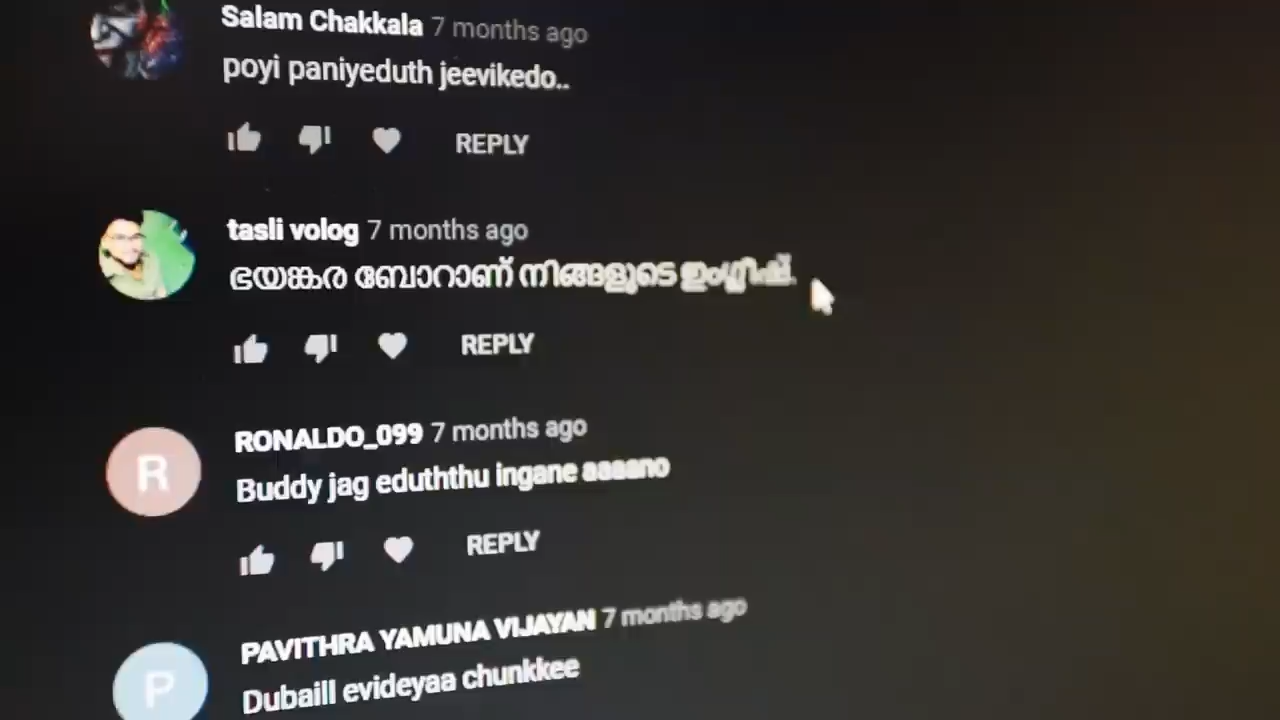 Salam Chakkala 7 months ago
poyi paniyeduth jeevikedo..
REPLY
tasli volog 7 months ago
ഭയങ്കര ബോറാണ് നിങ്ങളുടെ ഇംഗ്ലീഷ്.
REPLY
R
RONALDO_099 7 months ago
Buddy jag eduththu ingane aaaano
REPLY
P
PAVITHRA YAMUNA VIJAYAN 7 months ago
Dubaill evideyaa chunkkee